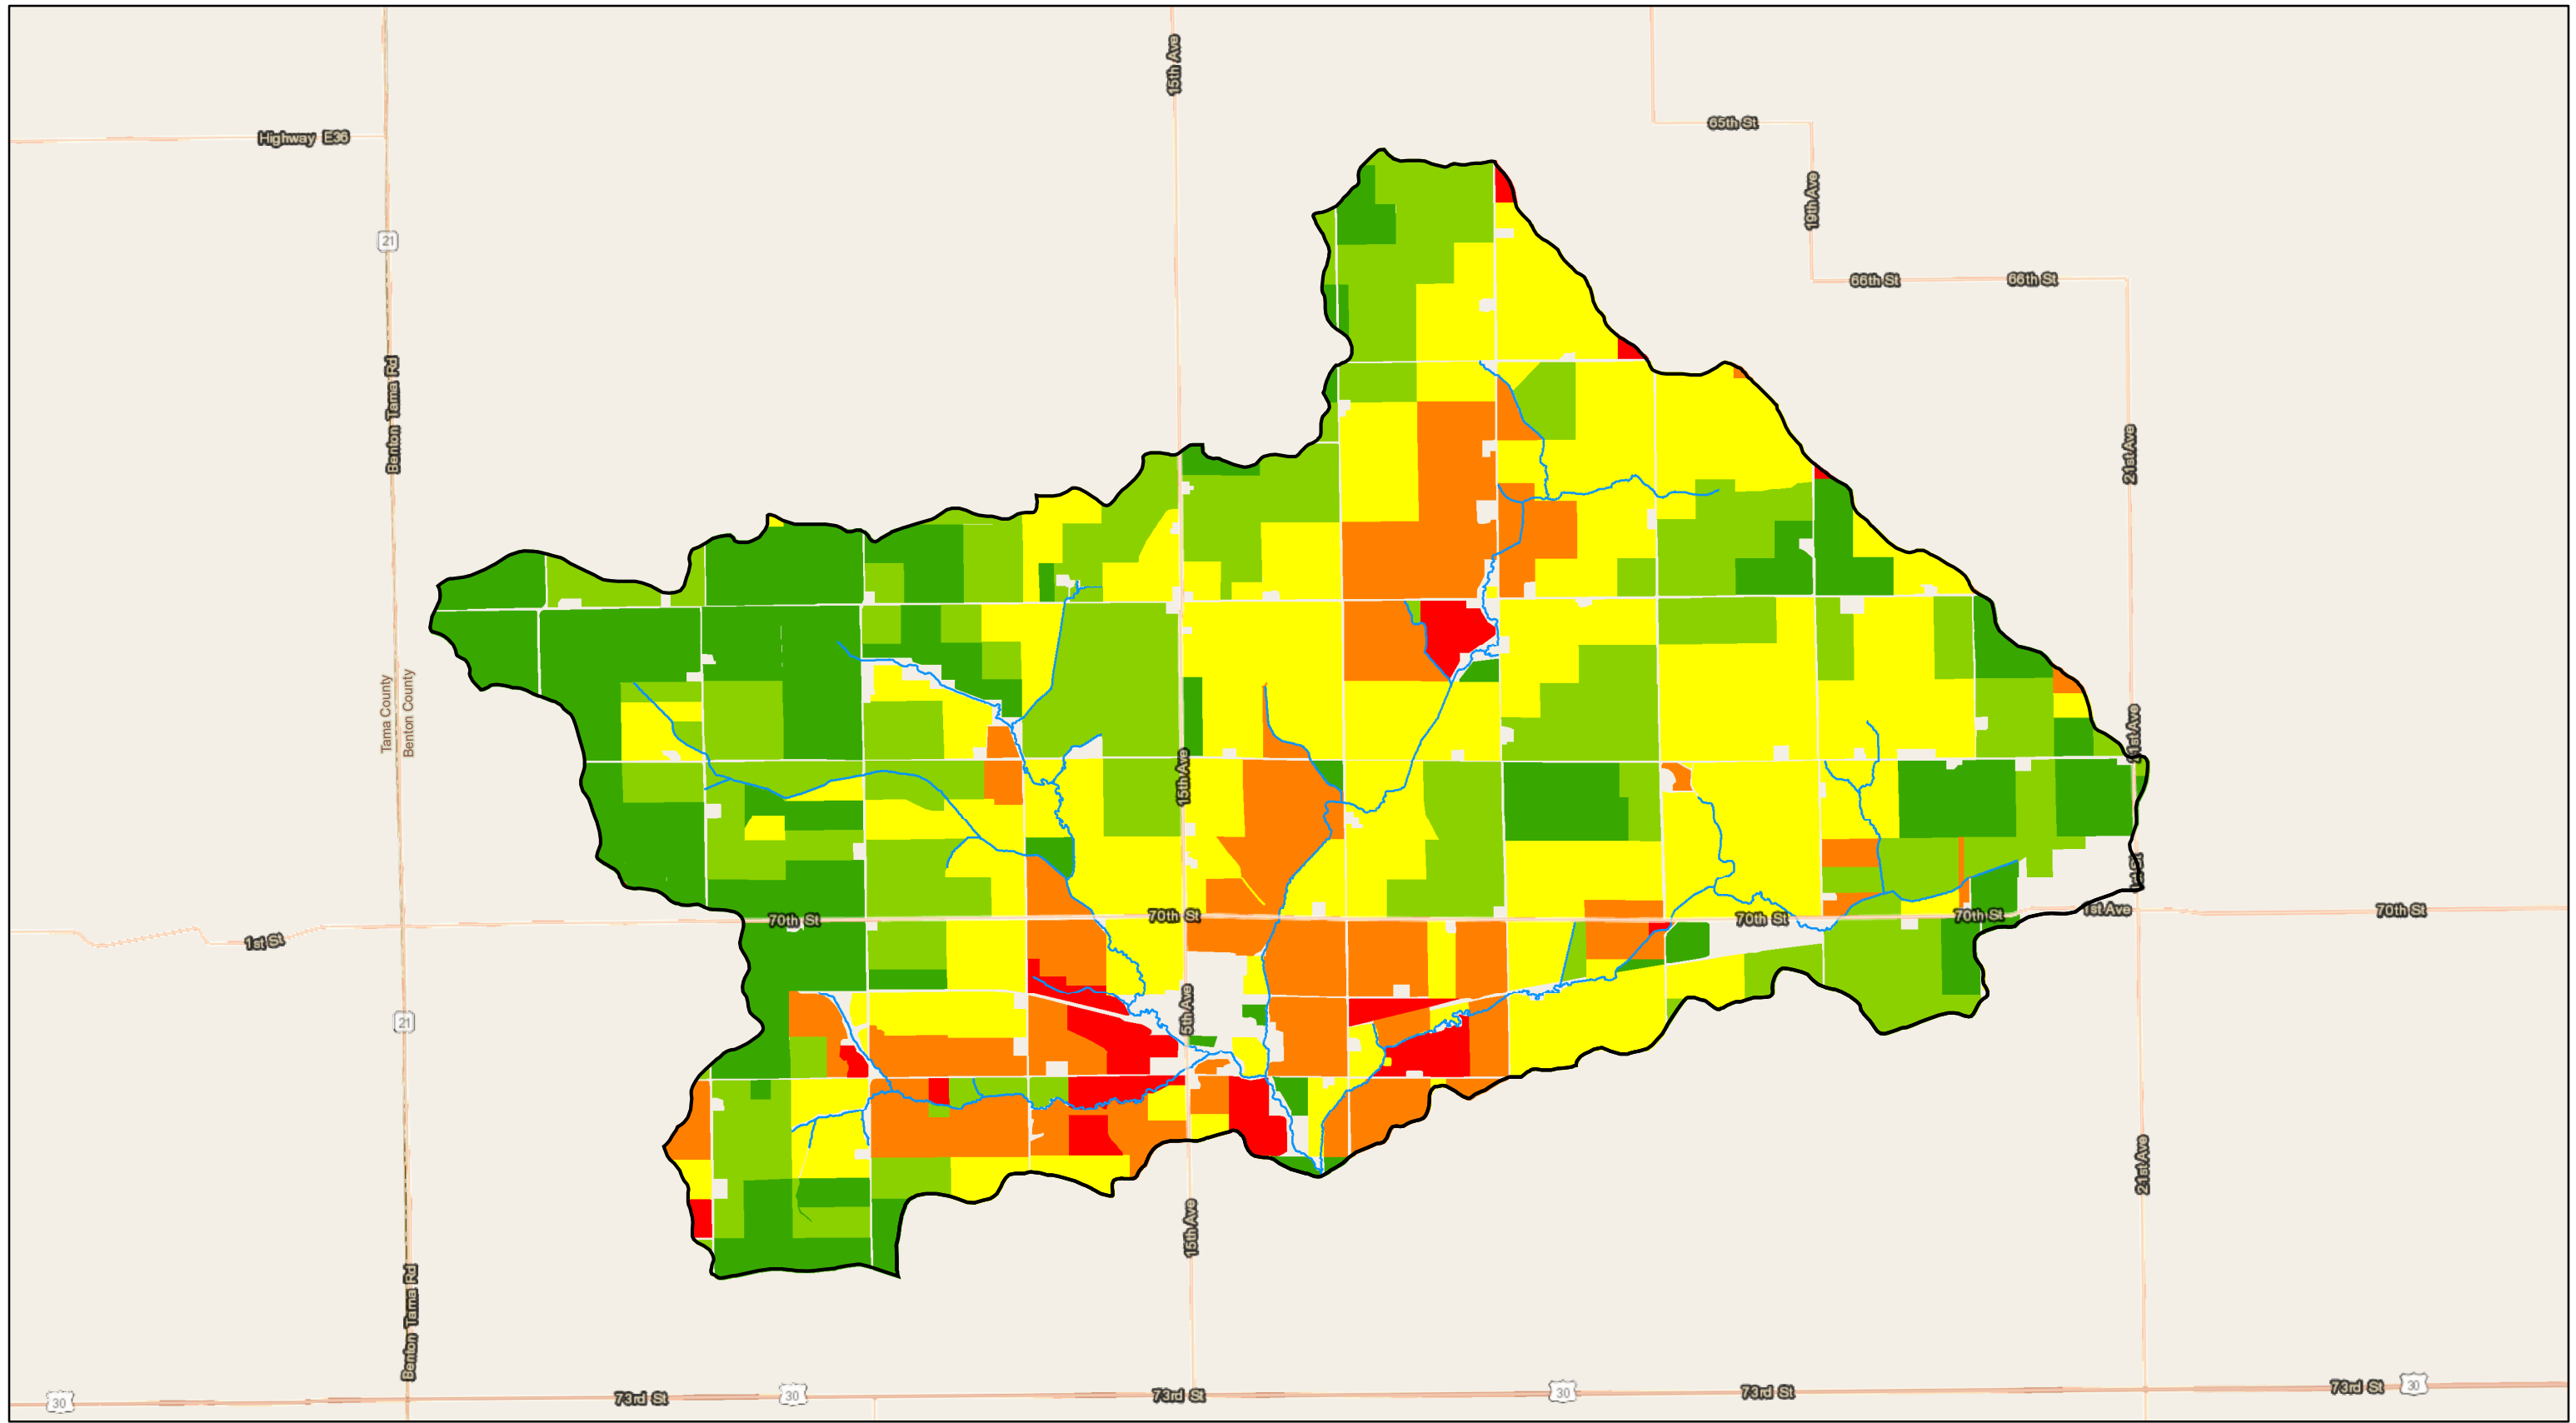 15th Ave
65th St
Highway E36
19th Ave
21
66th St
66th St
Benton Tama Rd
21st Ave
Tama County
Benton County
21st Ave
15th Ave
1st St
70th St
70th St
70th St
70th St
1st Ave
70th St
1st St
5th Ave
21
21st Ave
15th Ave
Benton Tama Rd
30
73rd St
30
73rd St
30
73rd St
73rd St
30